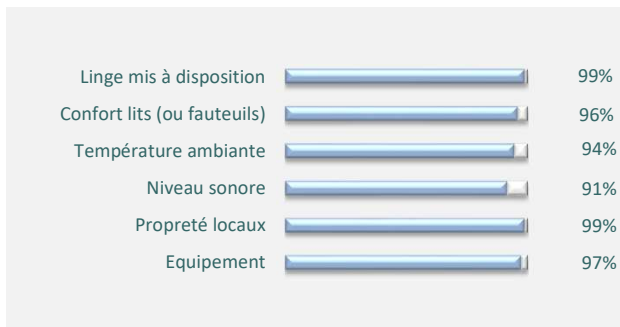 Linge mis à disposition 99%
Confort lits (ou fauteuils) 96%
Température ambiante 94%
Niveau sonore 91%
Propreté locaux 99%
Equipement 97%